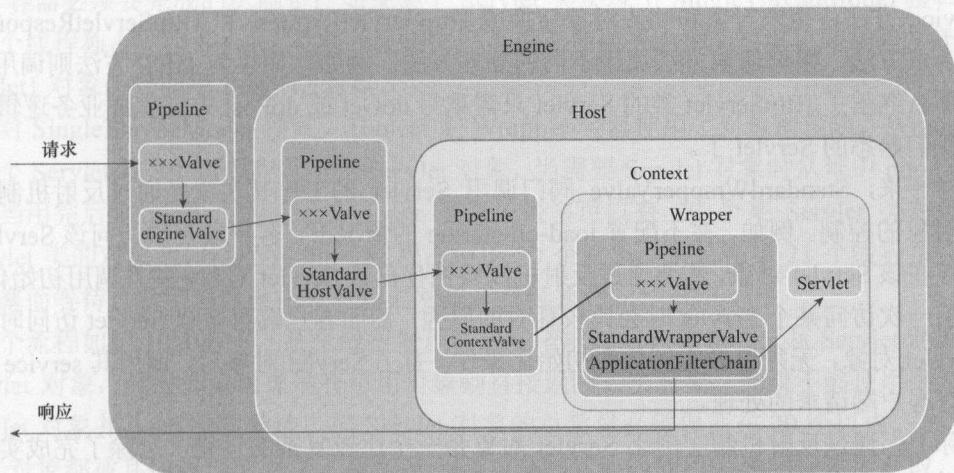 Engine
Pipeline
Host
请求
×××Valve
Pipeline
Context
Standard
engine Valve
×××Valve
Pipeline
Wrapper
Standard
HostValve
×××Valve
Pipeline
×××Valve
Servlet
Standard
ContextValve
StandardWrapperValve
ApplicationFilterChain
响应